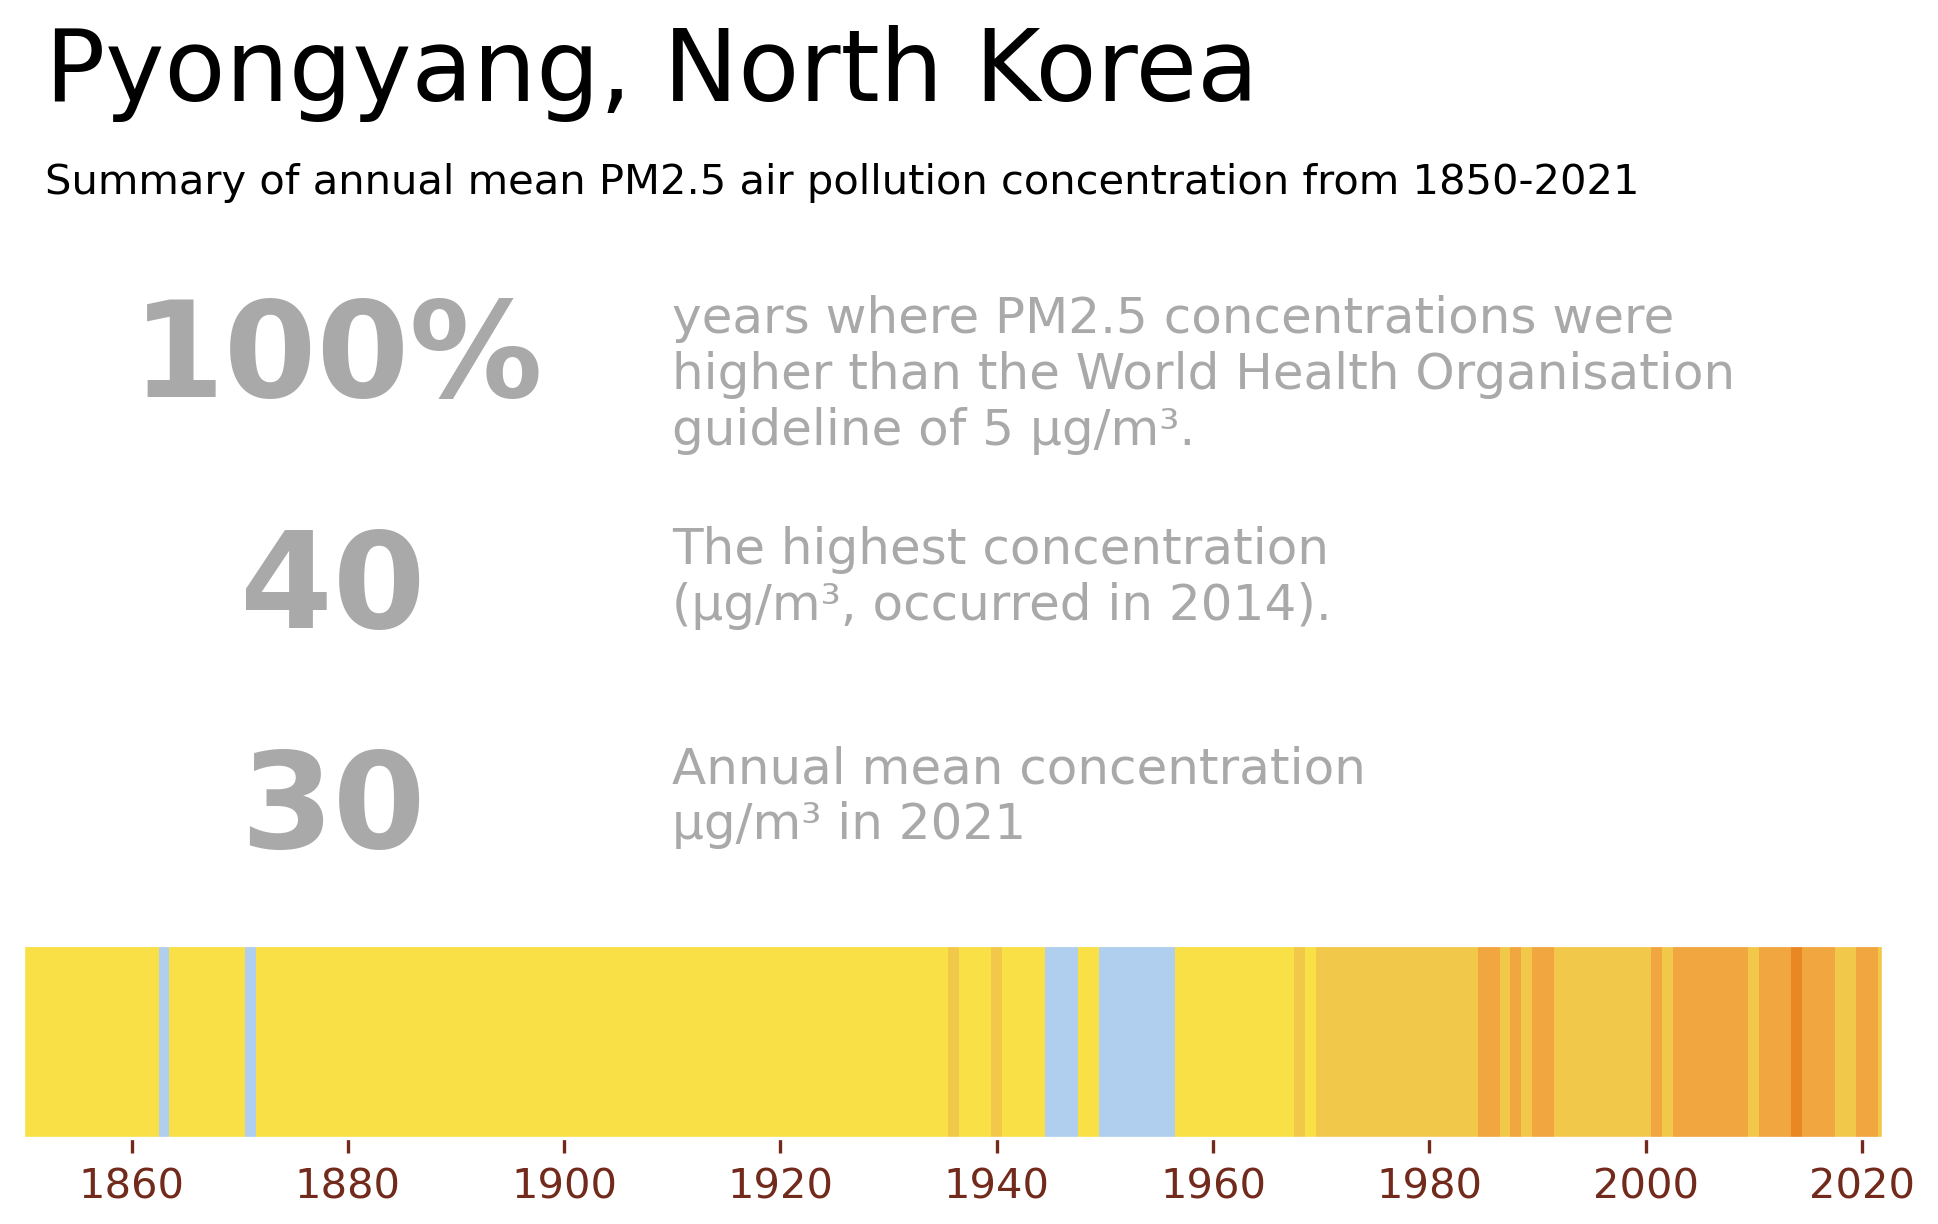 Pyongyang, North Korea
Summary of annual mean PM2.5 air pollution concentration from 1850-2021
100%
years where PM2.5 concentrations were
higher than the World Health Organisation
guideline of 5 μg/m³.
40
The highest concentration
(μg/m³, occurred in 2014).
30
Annual mean concentration
μg/m³ in 2021
1860 1880 1900 1920 1940 1960 1980 2000 2020